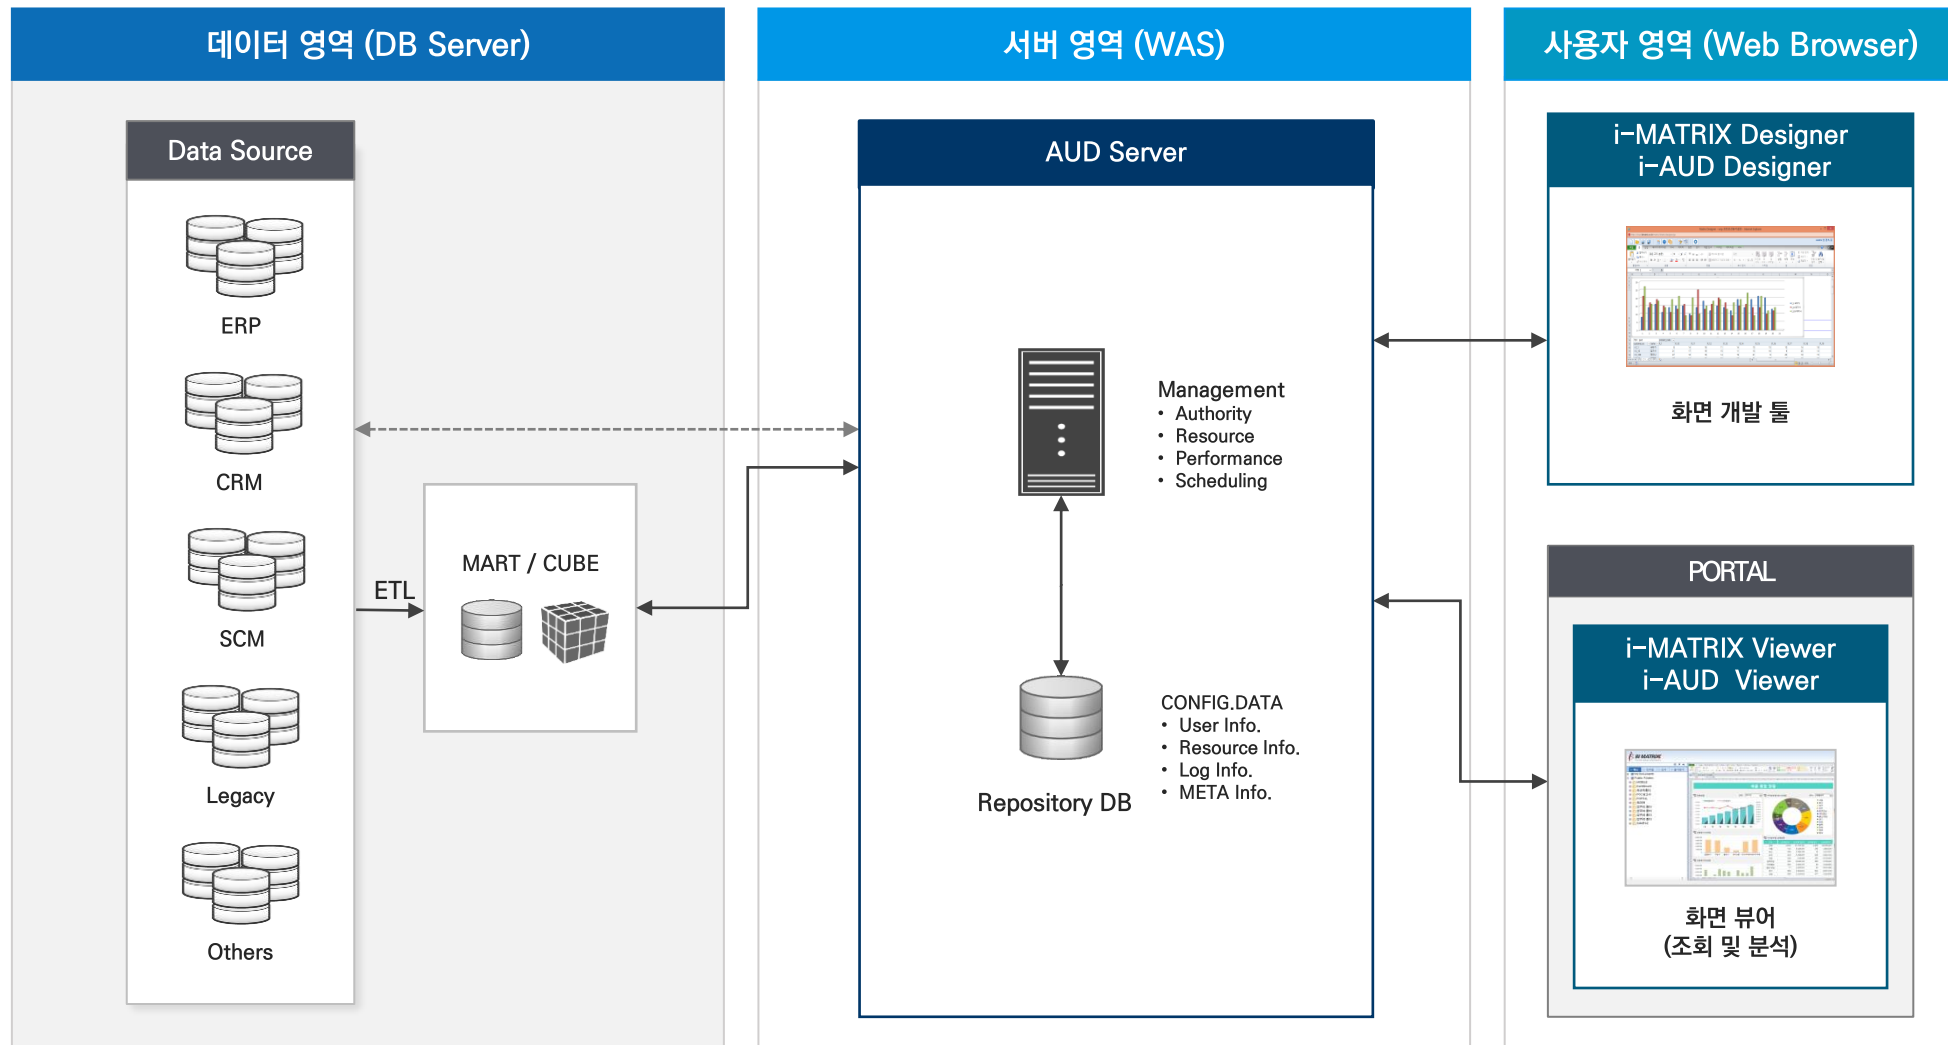 데이터 영역 (DB Server)
서버 영역 (WAS)
사용자 영역 (Web Browser)
Data Source
ERP
CRM
SCM
Legacy
Others
ETL
MART / CUBE
AUD Server
Management
• Authority
• Resource
• Performance
• Scheduling
CONFIG.DATA
• User Info.
• Resource Info.
• Log Info.
• META Info.
Repository DB
i-MATRIX Designer
i-AUD Designer
화면 개발 툴
PORTAL
i-MATRIX Viewer
i-AUD Viewer
BI MATRIX
화면 뷰어
(조회 및 분석)